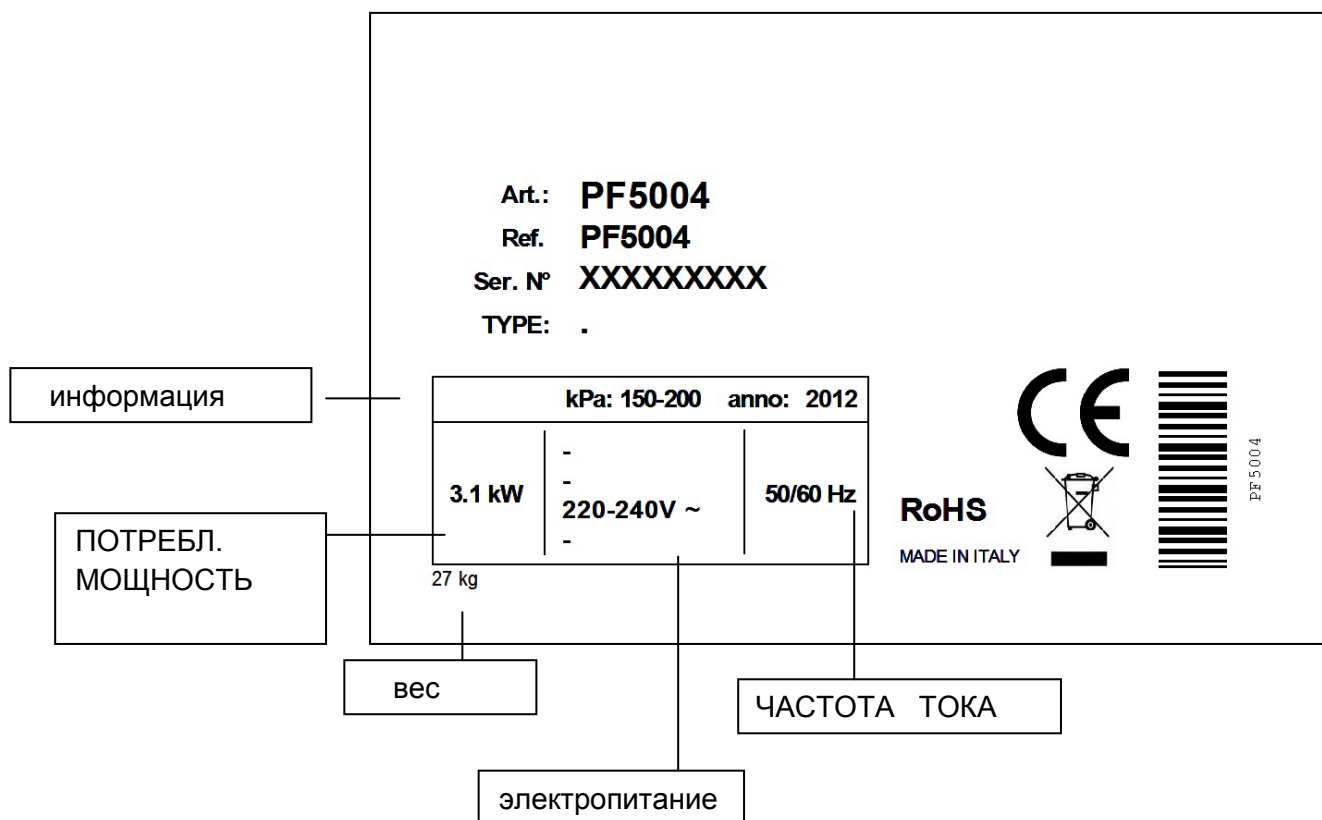 Art.: PF5004
Ref. PF5004
Ser. N° XXXXXXXXX
TYPE: .
информация
kPa: 150-200 anno: 2012
-
-
3.1 kW 220-240V ~ 50/60 Hz
-
ПОТРЕБЛ.
МОЩНОСТЬ
27 kg
CE
RoHS
MADE IN ITALY
PF5004
вес
ЧАСТОТА ТОКА
электропитание